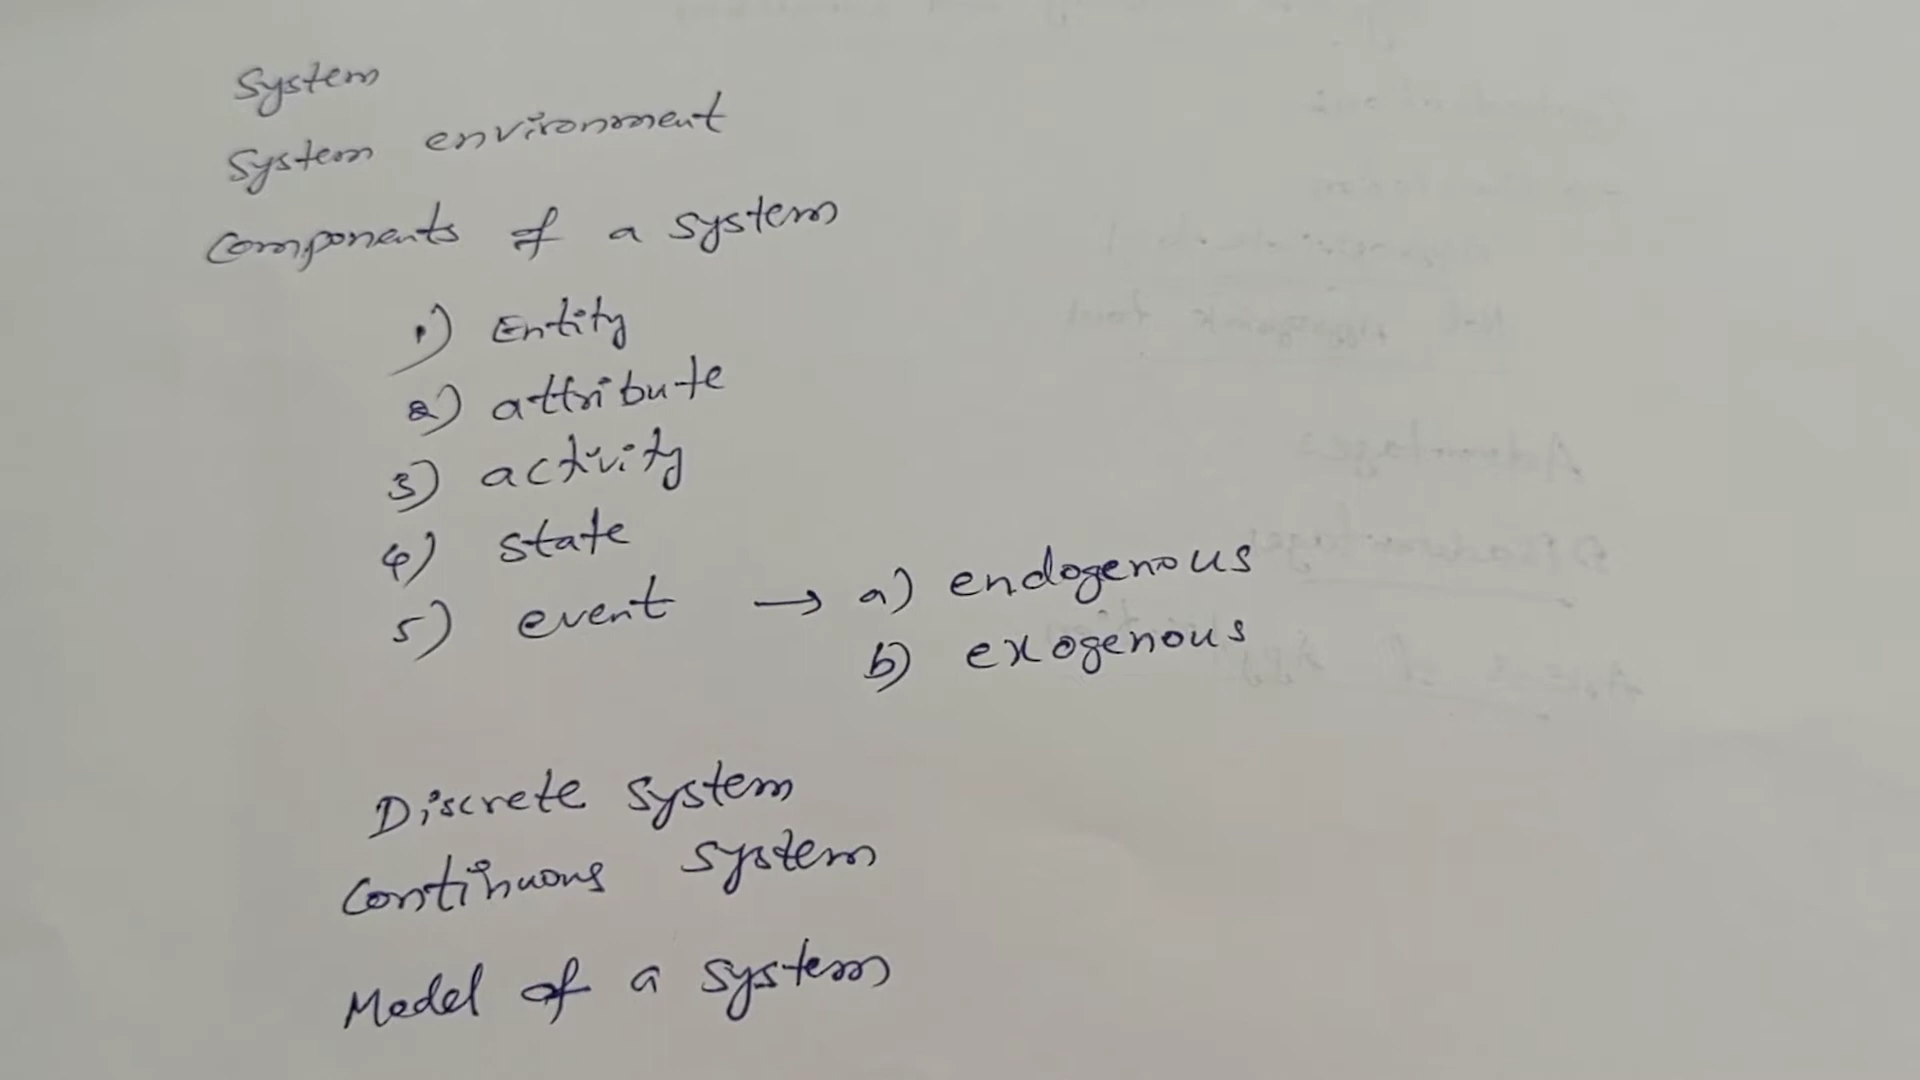 System
System environment
Components of a system
1) Entity
2) attribute
3) activity
4) state
5) event → a) endogenous
b) exogenous
Discrete system
Continuous system
Model of a system